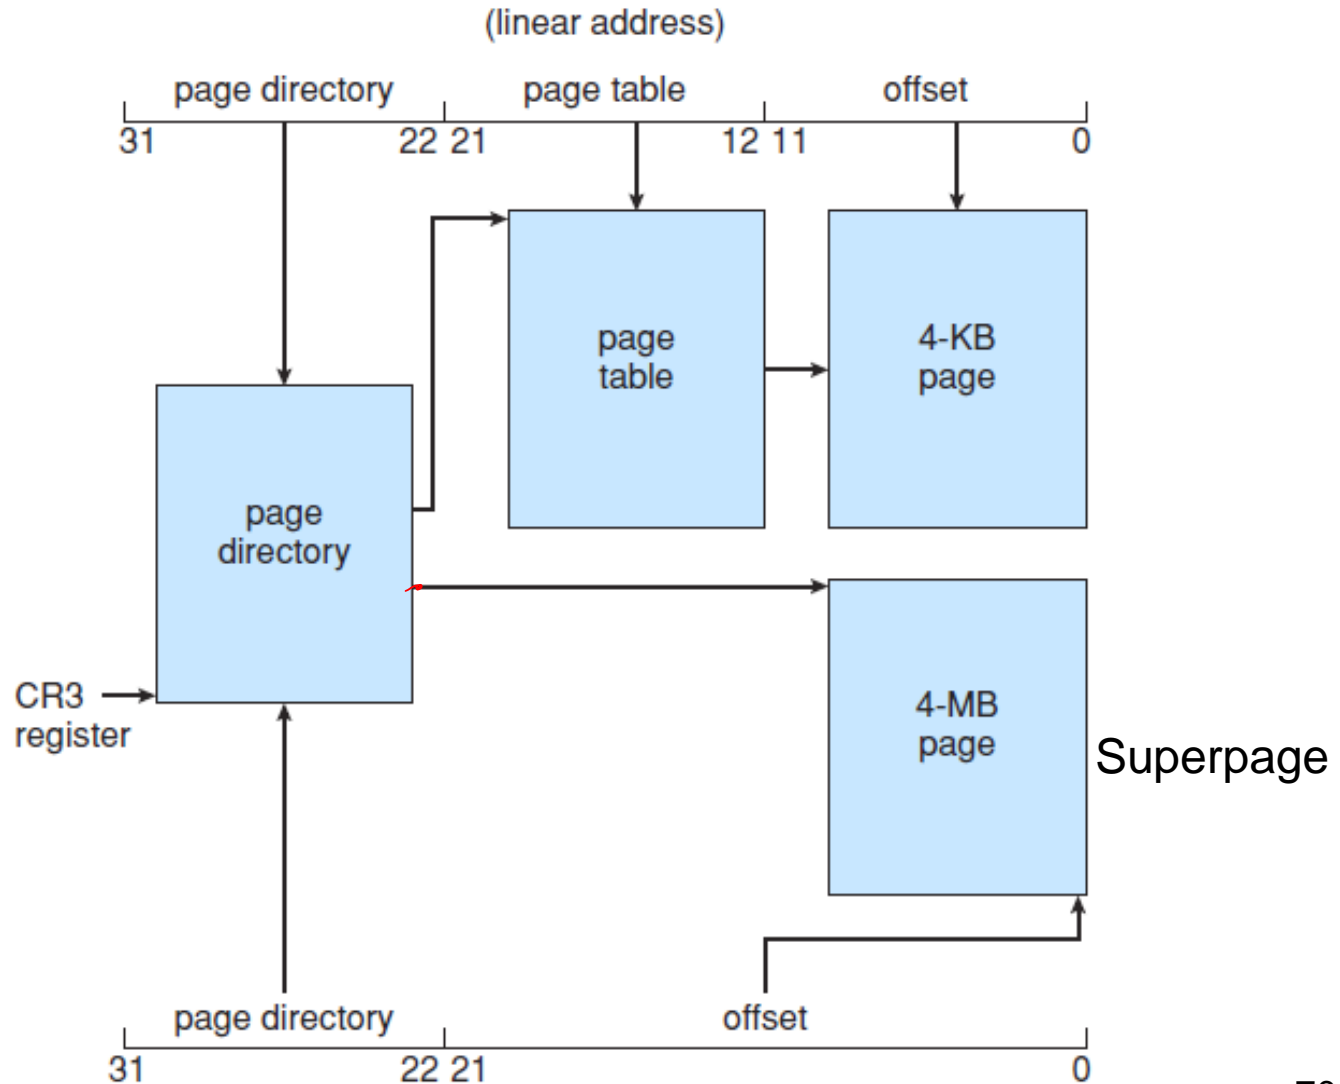 (linear address)
page directory page table offset
31 22 21 12 11 0
page
table
4-KB
page
page
directory
CR3
register
4-MB
page
Superpage
page directory offset
31 22 21 0